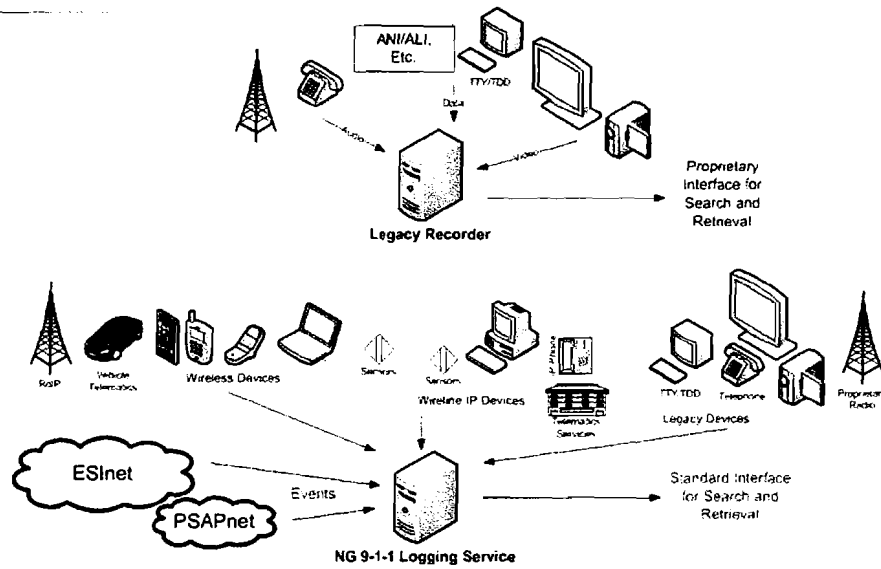 ANI/ALI,
Etc.
TTY/TDD
Data
Audio
Video
Proprietary
Interface for
Search and
Retrieval
Legacy Recorder
RoIP
Vehicle
Telematics
Wireless Devices
Sensors
Sensors
Wireline IP Devices
IP Phone
Telematics
Services
TTY/TDD
Telephone
Legacy Devices
Proprietary
Radio
ESInet
PSAPnet
Events
Standard Interface
for Search and
Retrieval
NG 9-1-1 Logging Service